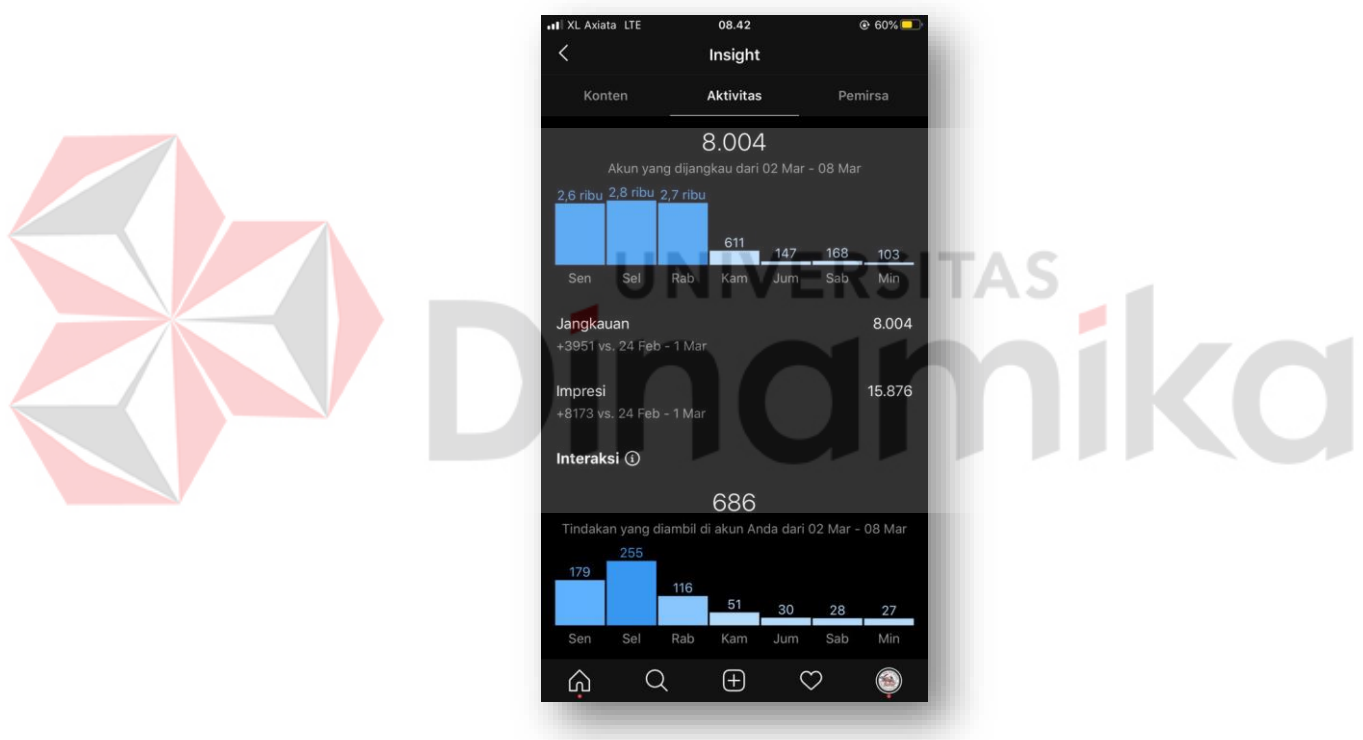 XL Axiata LTE 08.42 60%
Insight
Konten Aktivitas Pemirsa
8.004
Akun yang dijangkau dari 02 Mar - 08 Mar
2,6 ribu 2,8 ribu 2,7 ribu 611 147 168 103
Sen Sel Rab Kam Jum Sab Min
UNIVERSITAS
Dinamika
Jangkauan 8.004
+3951 vs. 24 Feb - 1 Mar
Impresi 15.876
+8173 vs. 24 Feb - 1 Mar
Interaksi
686
Tindakan yang diambil di akun Anda dari 02 Mar - 08 Mar
179 255 116 51 30 28 27
Sen Sel Rab Kam Jum Sab Min